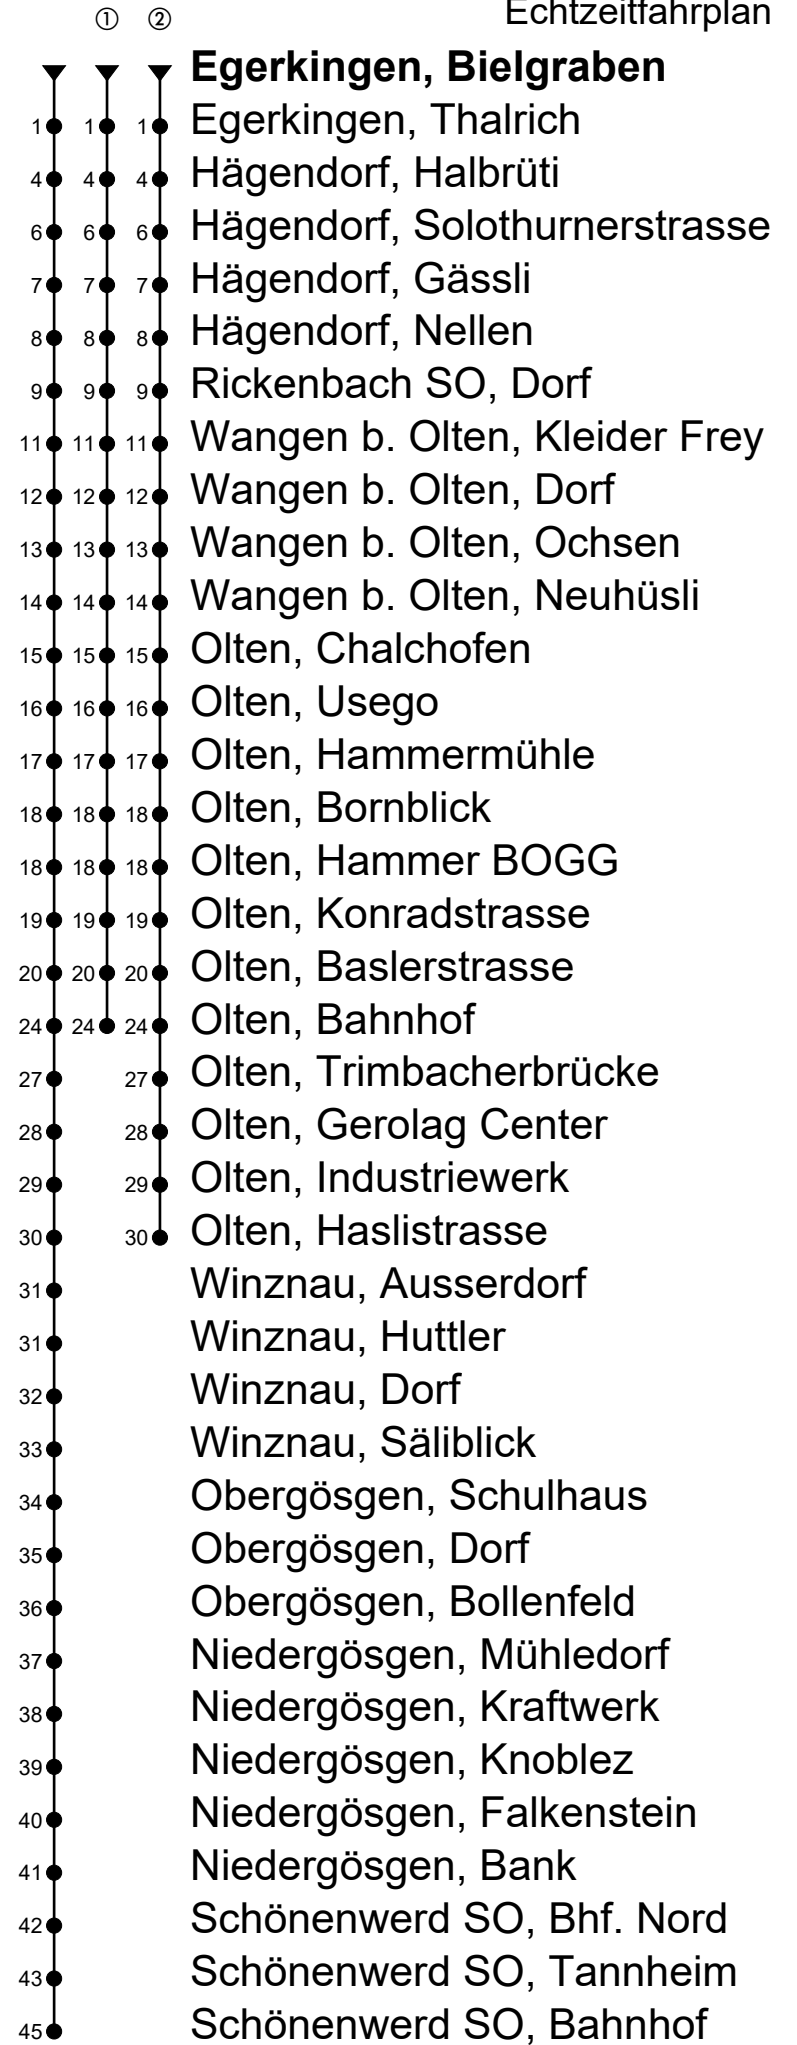 Echtzeitfahrplan
① ②
Egerkingen, Bielgraben
1 1 1 Egerkingen, Thalrich
4 4 4 Hägendorf, Halbrüti
6 6 6 Hägendorf, Solothurnerstrasse
7 7 7 Hägendorf, Gässli
8 8 8 Hägendorf, Nellen
9 9 9 Rickenbach SO, Dorf
11 11 11 Wangen b. Olten, Kleider Frey
12 12 12 Wangen b. Olten, Dorf
13 13 13 Wangen b. Olten, Ochsen
14 14 14 Wangen b. Olten, Neuhüsli
15 15 15 Olten, Chalchofen
16 16 16 Olten, Usego
17 17 17 Olten, Hammermühle
18 18 18 Olten, Bornblick
18 18 18 Olten, Hammer BOGG
19 19 19 Olten, Konradstrasse
20 20 20 Olten, Baslerstrasse
24 24 24 Olten, Bahnhof
27 27 Olten, Trimbacherbrücke
28 28 Olten, Gerolag Center
29 29 Olten, Industriewerk
30 30 Olten, Haslistrasse
31 Winznau, Ausserdorf
31 Winznau, Huttler
32 Winznau, Dorf
33 Winznau, Säliblick
34 Obergösgen, Schulhaus
35 Obergösgen, Dorf
36 Obergösgen, Bollenfeld
37 Niedergösgen, Mühledorf
38 Niedergösgen, Kraftwerk
39 Niedergösgen, Knoblez
40 Niedergösgen, Falkenstein
41 Niedergösgen, Bank
42 Schönenwerd SO, Bhf. Nord
43 Schönenwerd SO, Tannheim
45 Schönenwerd SO, Bahnhof